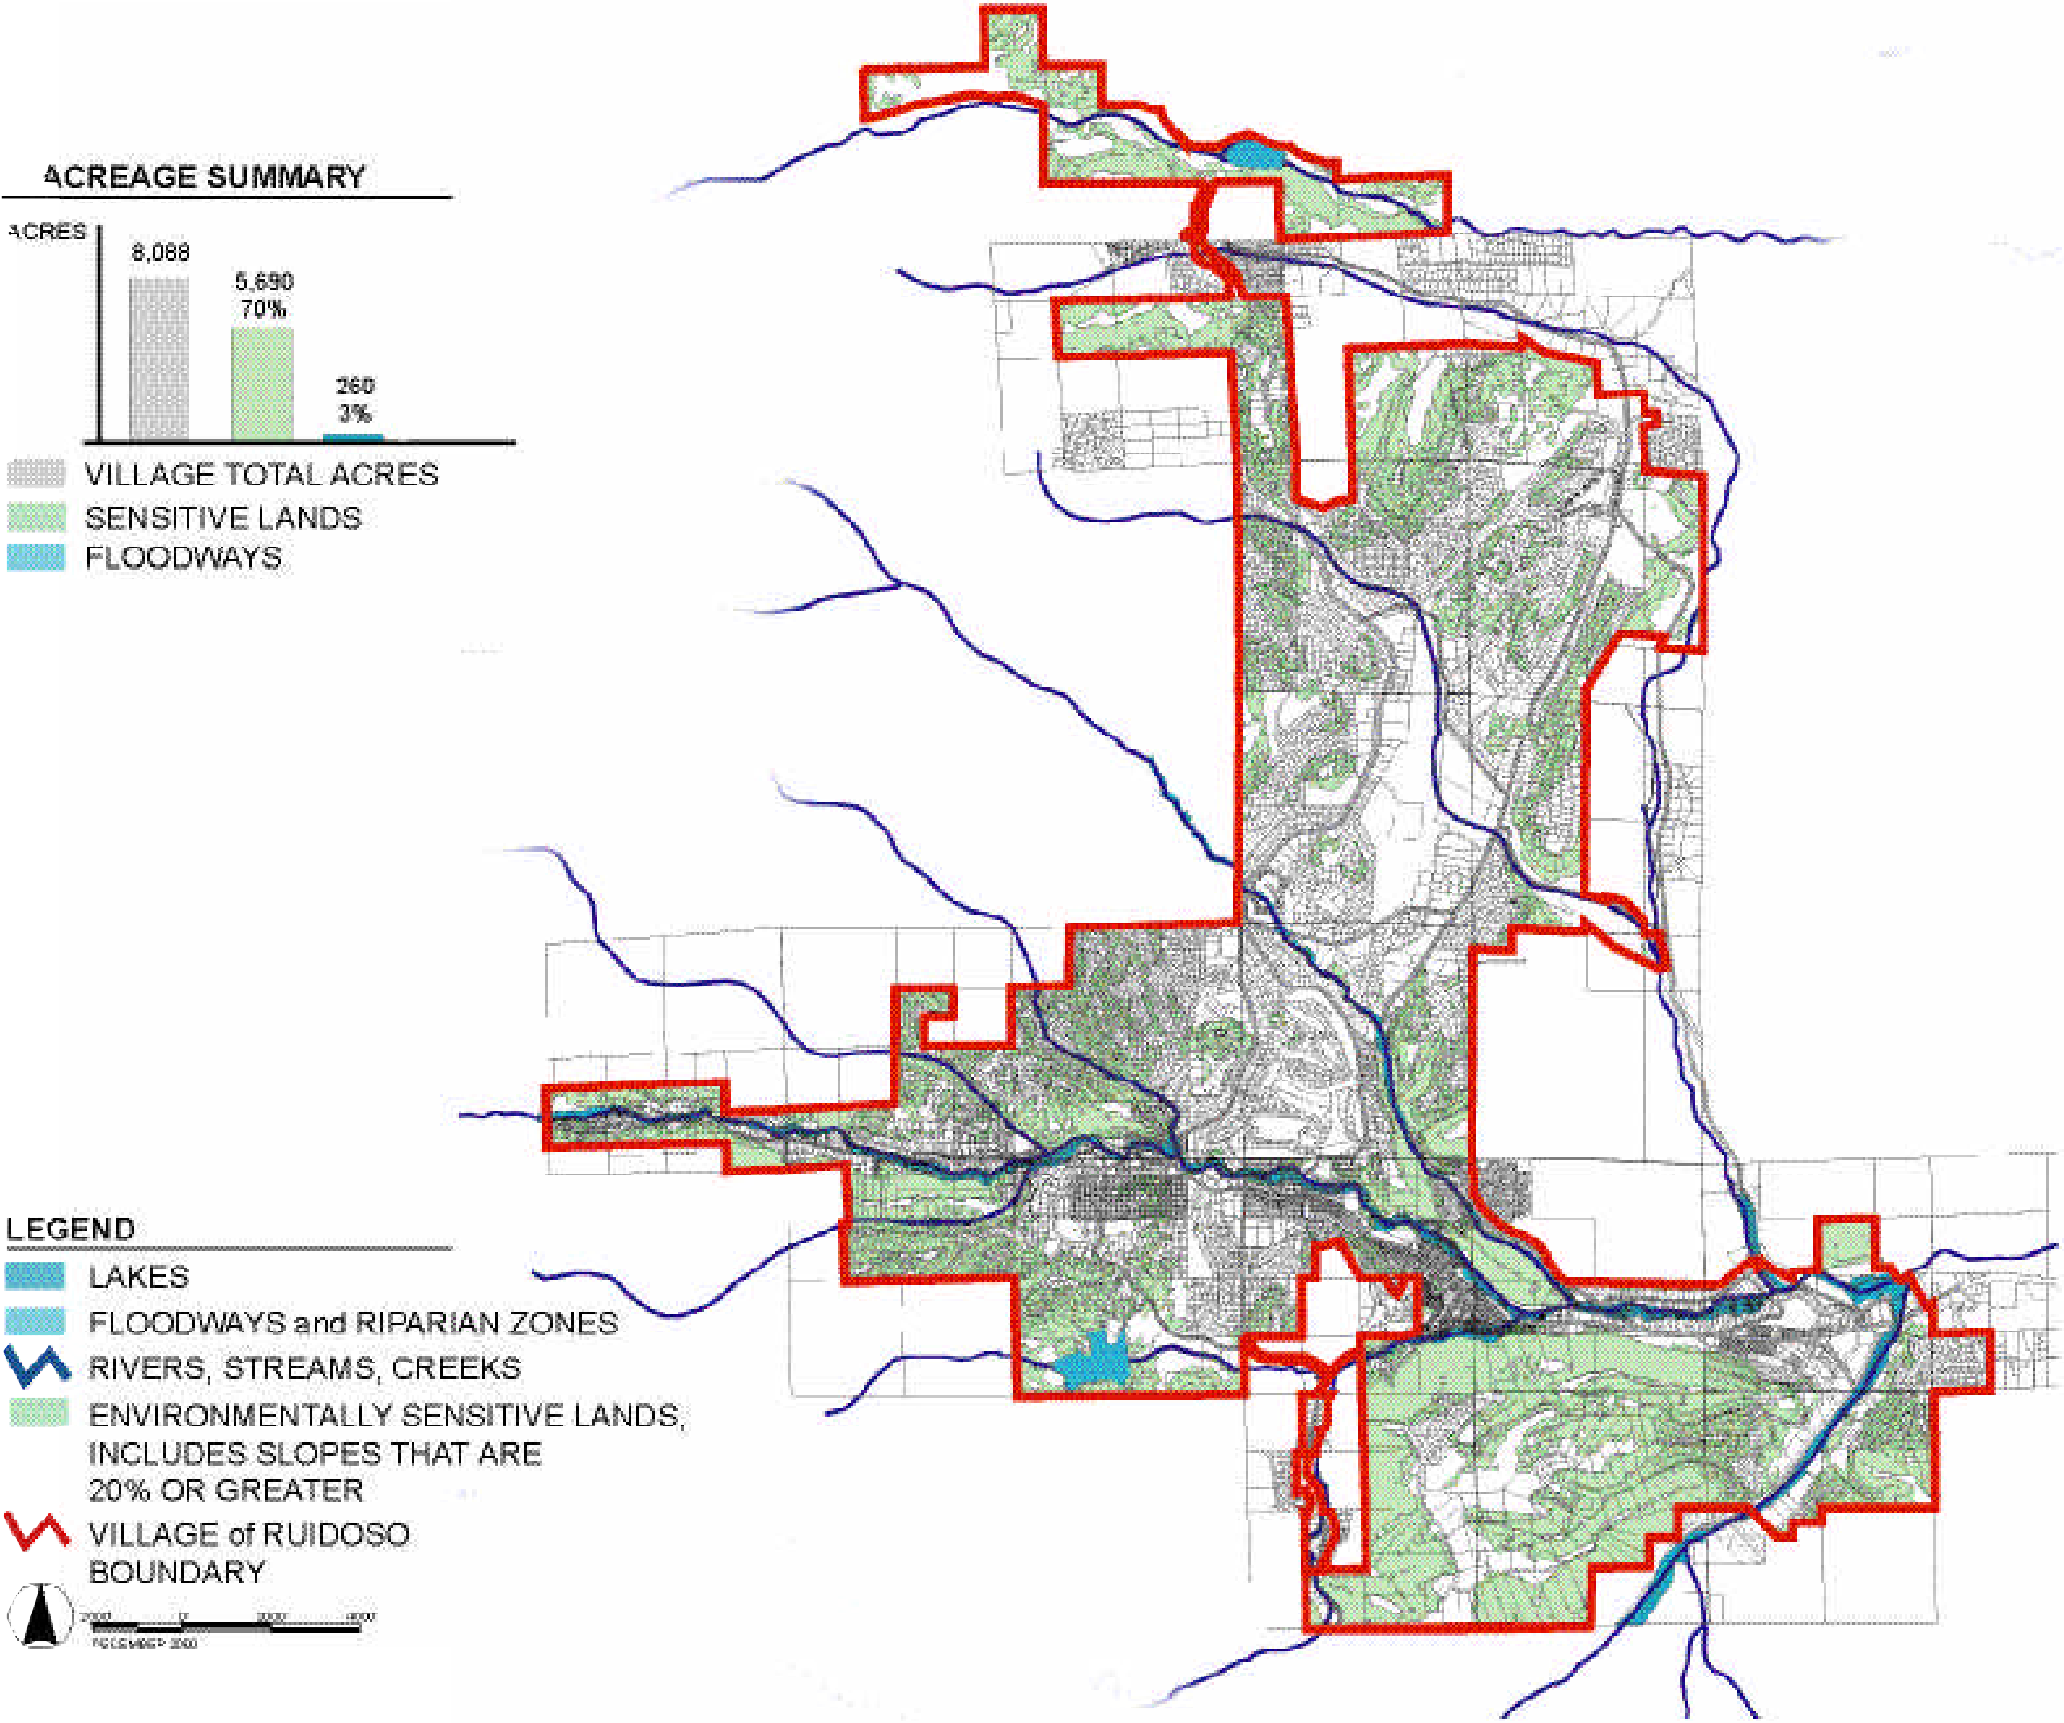 ACREAGE SUMMARY
ACRES
8,088
5,690
70%
260
3%
VILLAGE TOTAL ACRES
SENSITIVE LANDS
FLOODWAYS
LEGEND
LAKES
FLOODWAYS and RIPARIAN ZONES
RIVERS, STREAMS, CREEKS
ENVIRONMENTALLY SENSITIVE LANDS,
INCLUDES SLOPES THAT ARE
20% OR GREATER
VILLAGE of RUIDOSO
BOUNDARY
0
DECEMBER